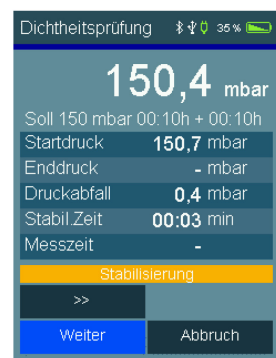 Dichtheitsprüfung 35 %
150,4 mbar
Soll 150 mbar 00:10h + 00:10h
Startdruck 150,7 mbar
Enddruck - mbar
Druckabfall 0,4 mbar
Stabil.Zeit 00:03 min
Messzeit -
Stabilisierung
>>
Weiter Abbruch